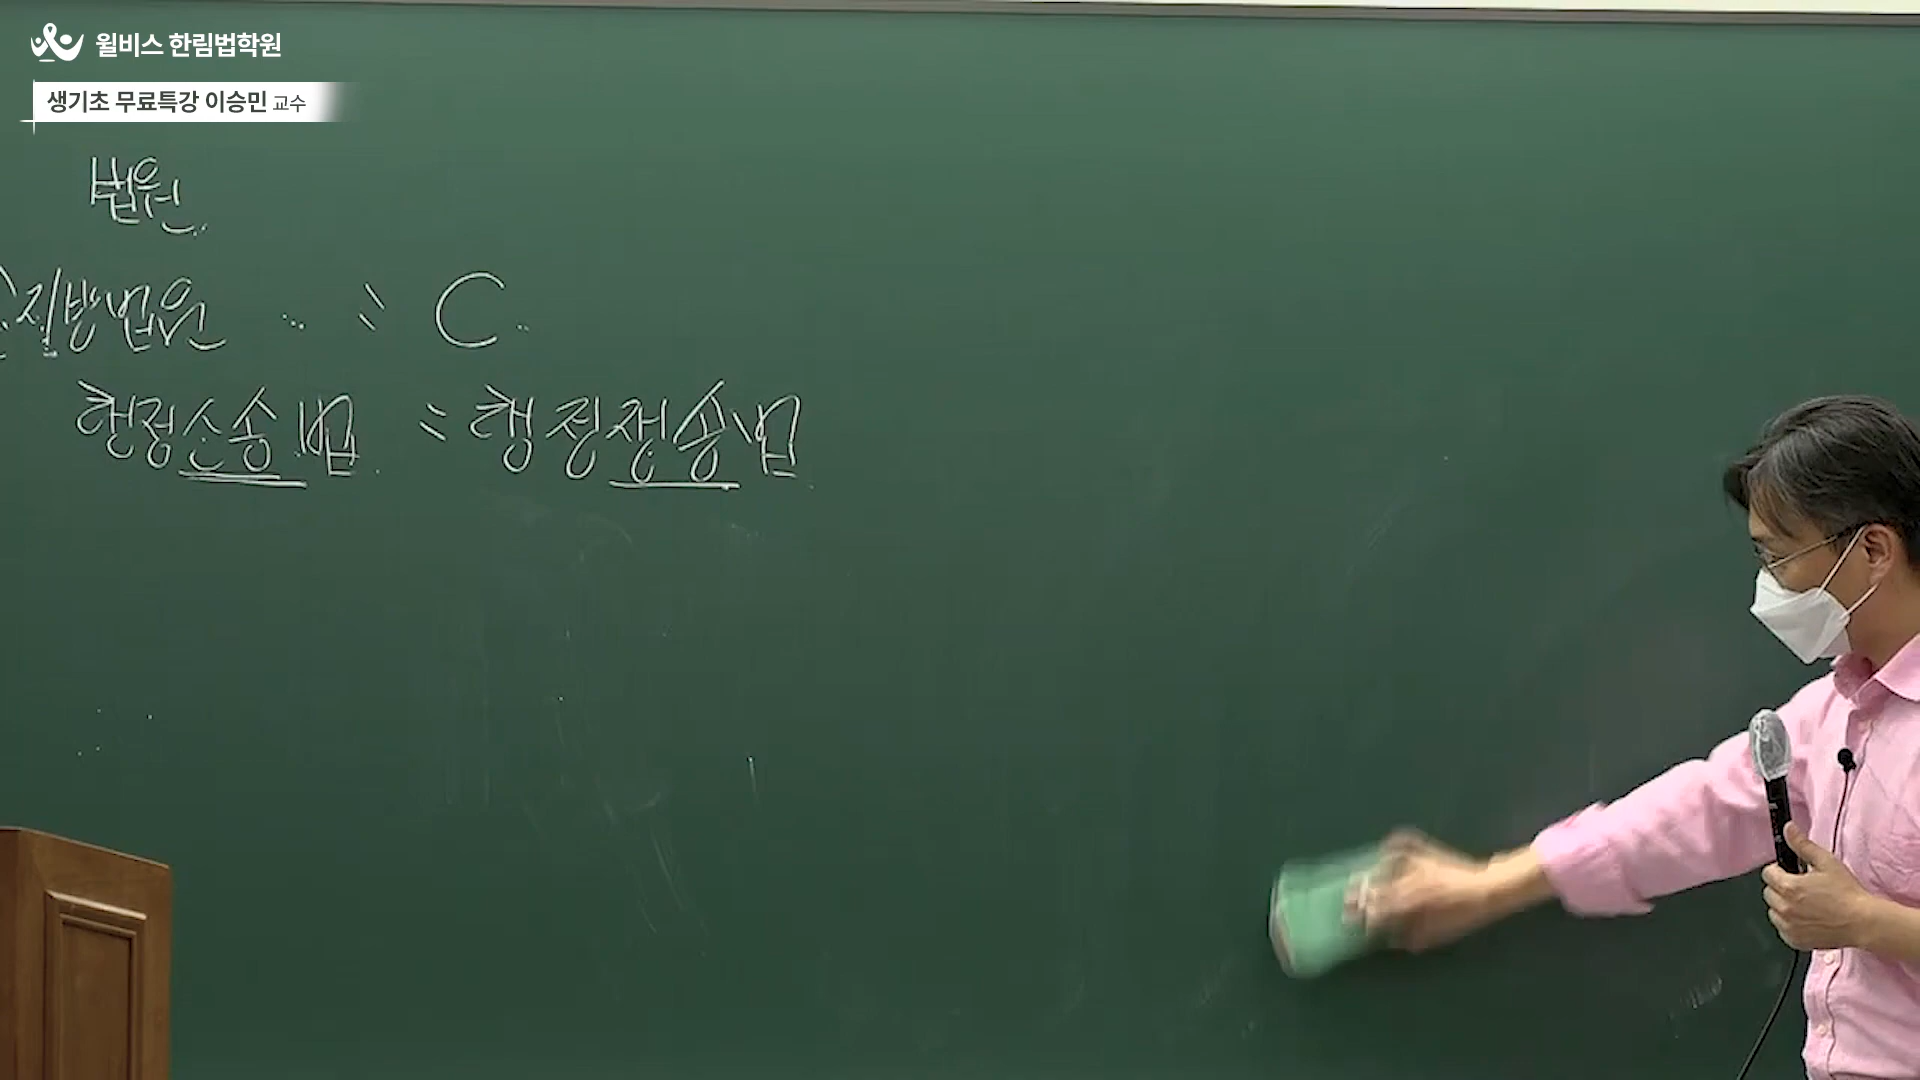 윌비스 한림법학원
생기초 무료특강 이승민 교수
법원
지방법원 C
행정소송법 = 행정쟁송법